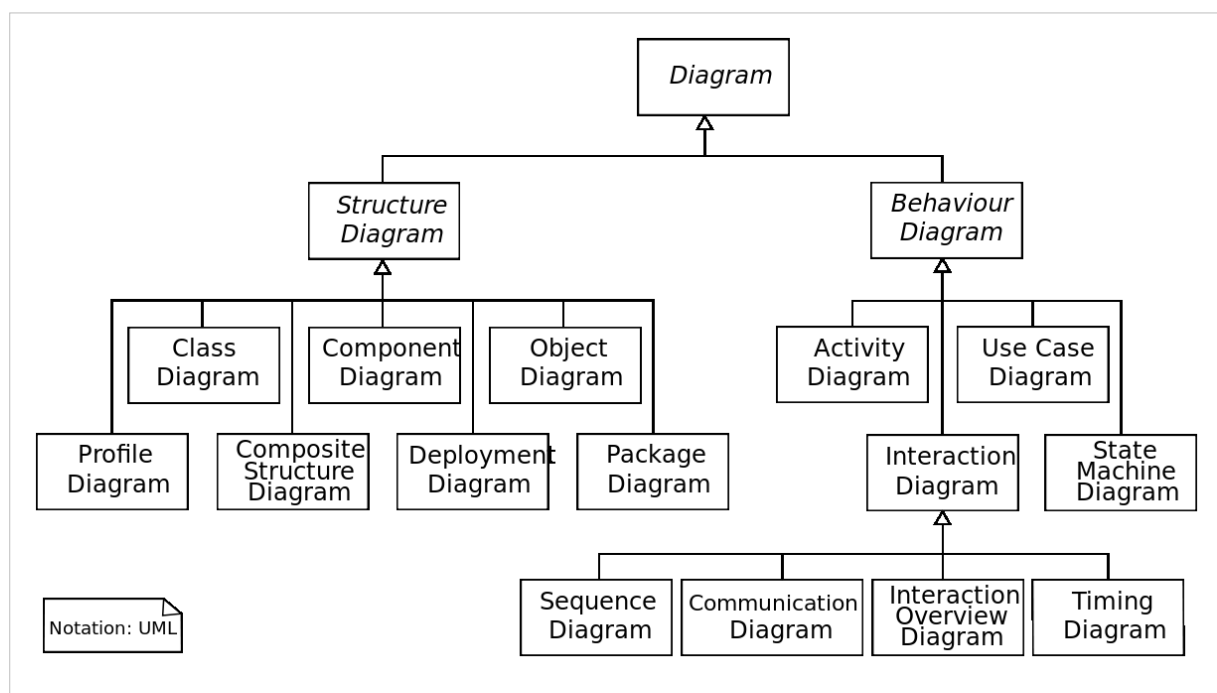 Diagram
Structure
Diagram
Behaviour
Diagram
Class
Diagram
Component
Diagram
Object
Diagram
Activity
Diagram
Use Case
Diagram
Profile
Diagram
Composite
Structure
Diagram
Deployment
Diagram
Package
Diagram
Interaction
Diagram
State
Machine
Diagram
Sequence
Diagram
Communication
Diagram
Interaction
Overview
Diagram
Timing
Diagram
Notation: UML